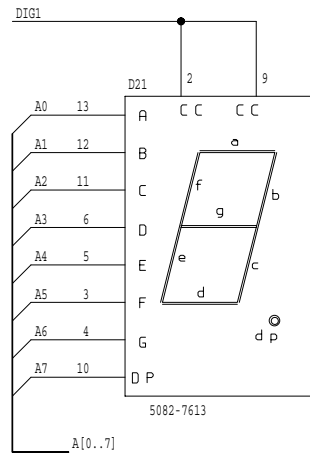 DIG1
D21 2 9
A0 13 A CC CC
A1 12 B
A2 11 C
A3 6 D
A4 5 E
A5 3 F
A6 4 G
A7 10 DP
a
f b
g
e c
d
dp
5082-7613
A[0..7]